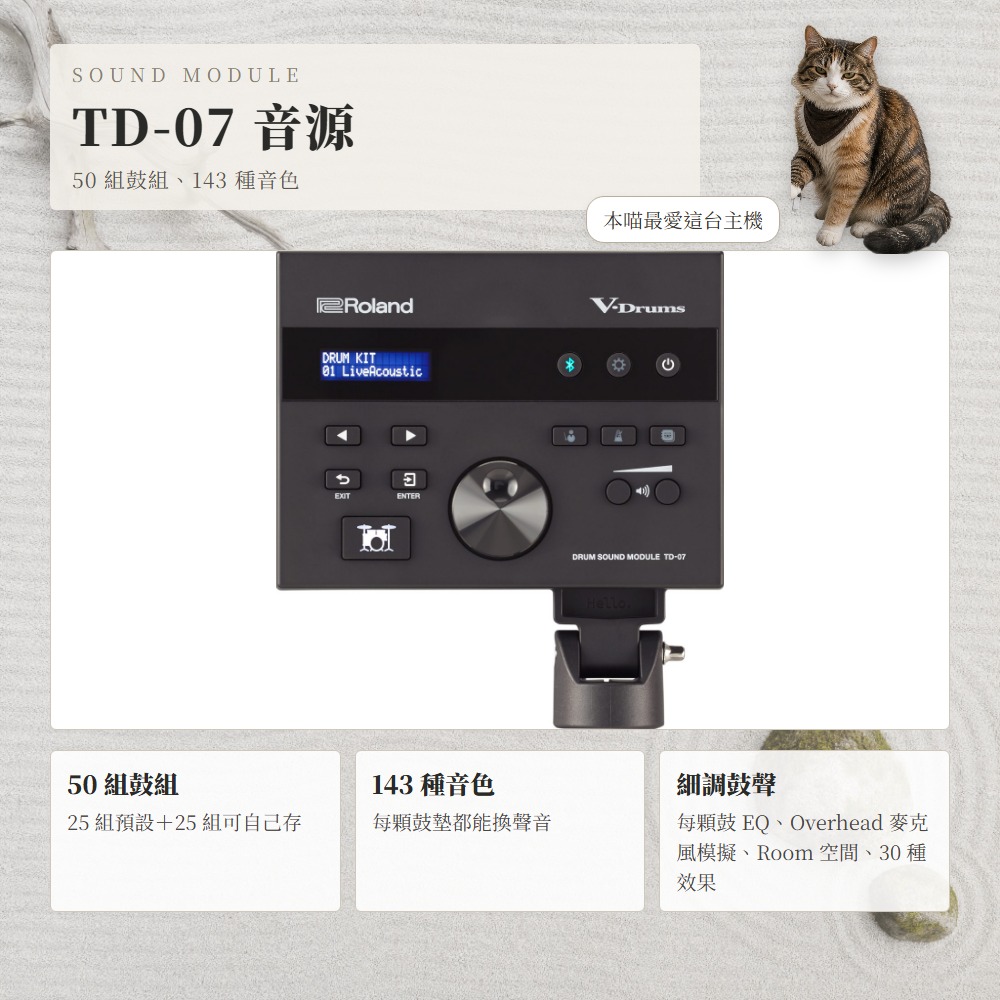 SOUND MODULE
TD-07 音源
50 組鼓組、143 種音色
本喵最愛這台主機
Roland
V-Drums
DRUM KIT
01 LiveAcoustic
EXIT
ENTER
DRUM SOUND MODULE TD-07
Hello.
50 組鼓組
25 組預設＋25 組可自己存
143 種音色
每顆鼓墊都能換聲音
細調鼓聲
每顆鼓 EQ、Overhead 麥克
風模擬、Room 空間、30 種
效果